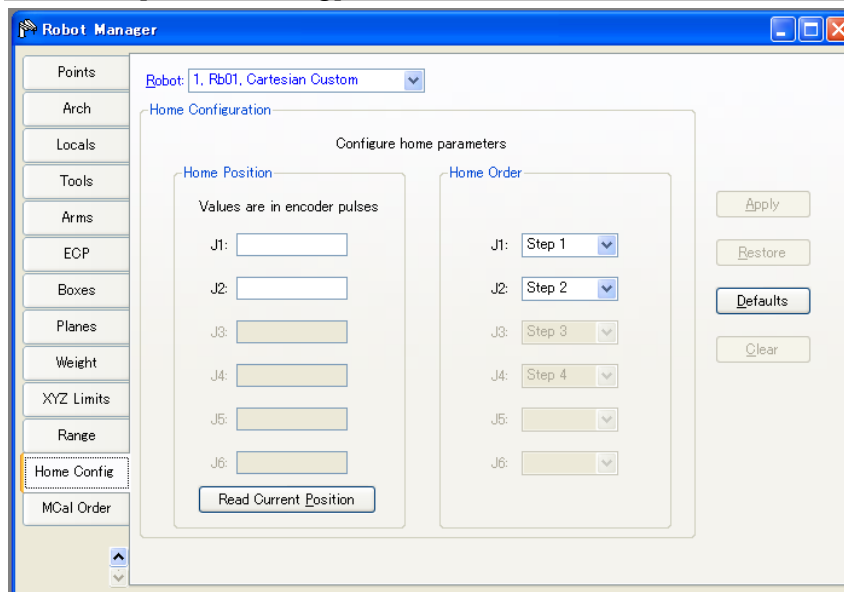 Robot Manager
Points
Arch
Locals
Tools
Arms
ECP
Boxes
Planes
Weight
XYZ Limits
Range
Home Config
MCal Order
Robot: 1, Rb01, Cartesian Custom
Home Configuration
Configure home parameters
Home Position
Values are in encoder pulses
J1:
J2:
J3:
J4:
J5:
J6:
Read Current Position
Home Order
J1: Step 1
J2: Step 2
J3: Step 3
J4: Step 4
J5:
J6:
Apply
Restore
Defaults
Clear